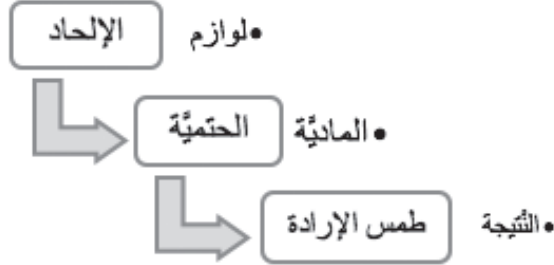 الإلحاد •لوازم
الحتميَّة •الماديَّة
طمس الإرادة •النَّتيجة